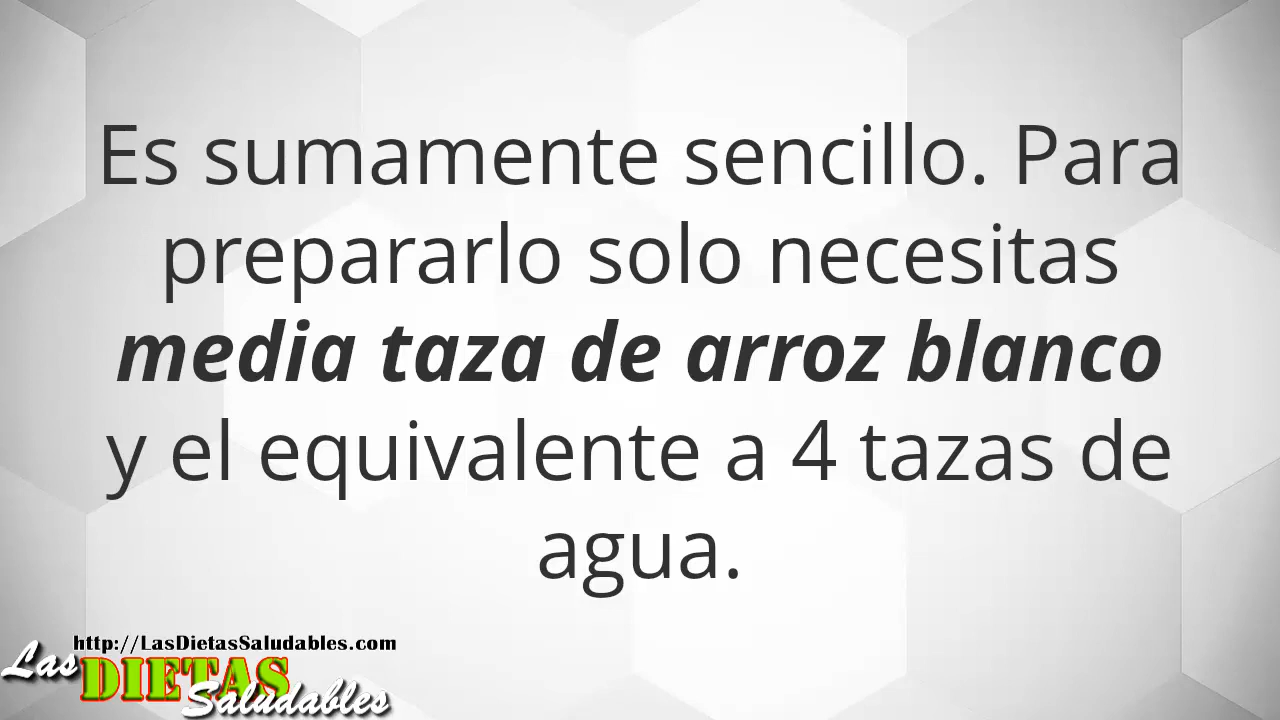 Es sumamente sencillo. Para
prepararlo solo necesitas
media taza de arroz blanco
y el equivalente a 4 tazas de
agua.
http://LasDietasSaludables.com
Las DIETAS
Saludables